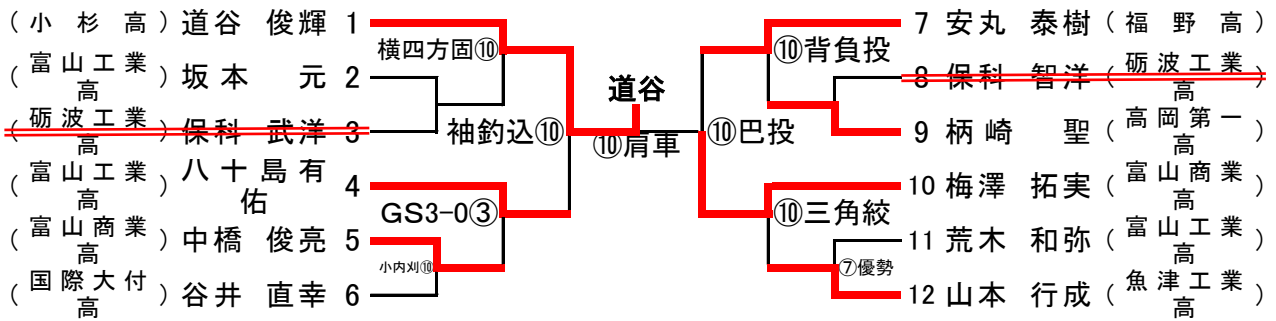 （小杉高）道谷 俊輝 1
（富山工業高）坂本 元 2
（砺波工業高）保科 武洋 3
（富山工業高）八十島有佑 4
（富山商業高）中橋 俊亮 5
（国際大付高）谷井 直幸 6
横四方固⑩
袖釣込⑩
GS3-0③
小内刈⑩
道谷
⑩肩車
⑩背負投
⑩巴投
⑩三角絞
⑦優勢
7 安丸 泰樹（福野高）
8 保科 智洋（砺波工業高）
9 柄崎 聖（高岡第一高）
10 梅澤 拓実（富山商業高）
11 荒木 和弥（富山工業高）
12 山本 行成（魚津工業高）